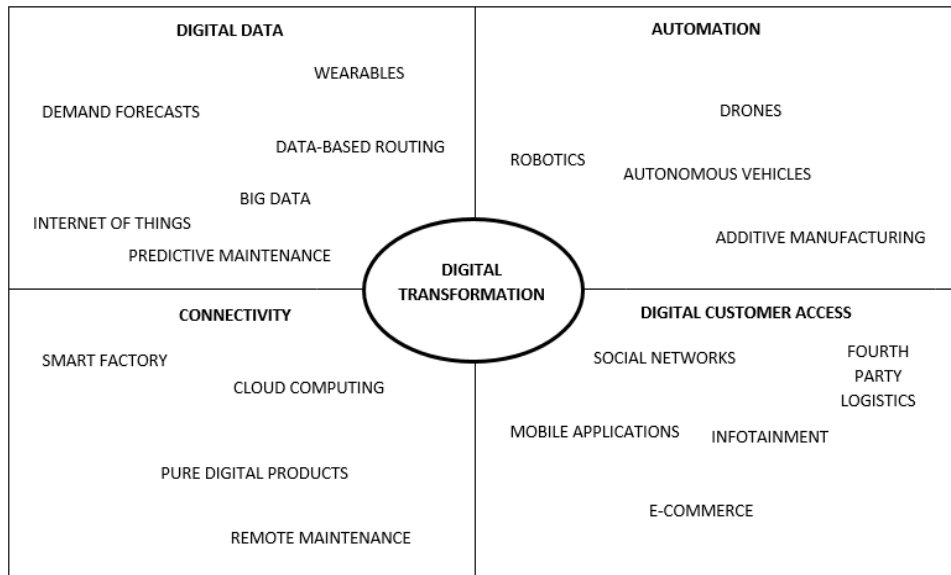 DIGITAL DATA
WEARABLES
DEMAND FORECASTS
DATA-BASED ROUTING
BIG DATA
INTERNET OF THINGS
PREDICTIVE MAINTENANCE
AUTOMATION
DRONES
ROBOTICS
AUTONOMOUS VEHICLES
ADDITIVE MANUFACTURING
DIGITAL
TRANSFORMATION
CONNECTIVITY
SMART FACTORY
CLOUD COMPUTING
PURE DIGITAL PRODUCTS
REMOTE MAINTENANCE
DIGITAL CUSTOMER ACCESS
SOCIAL NETWORKS
FOURTH
PARTY
LOGISTICS
MOBILE APPLICATIONS
INFOTAINMENT
E-COMMERCE